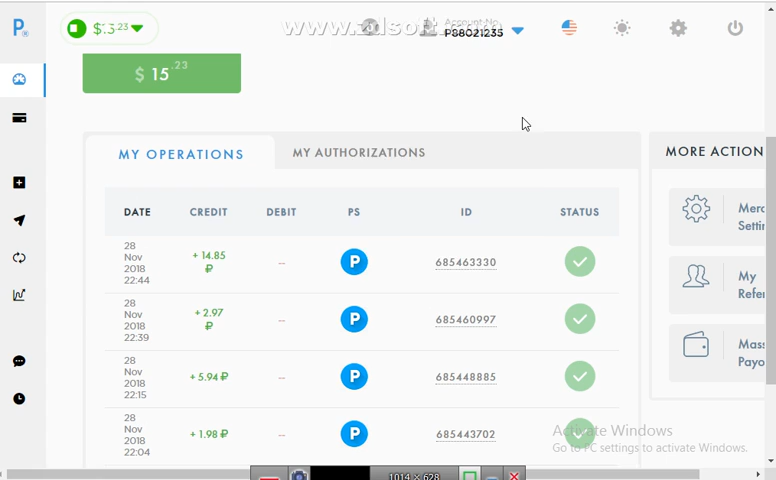 www.zdsoft.com
$ 15.23
Account No.
P88021235
$ 15.23
MY OPERATIONS
MY AUTHORIZATIONS
MORE ACTION
DATE CREDIT DEBIT PS ID STATUS
28 Nov 2018 22:44
+ 14.85 ₽
--
P
685463330
28 Nov 2018 22:39
+ 2.97 ₽
--
P
685460997
28 Nov 2018 22:15
+ 5.94 ₽
--
P
685448885
28 Nov 2018 22:04
+ 1.98 ₽
--
P
685443702
Merc
Settin
My
Refer
Mass
Payo
Activate Windows
Go to PC settings to activate Windows.
1014 × 628